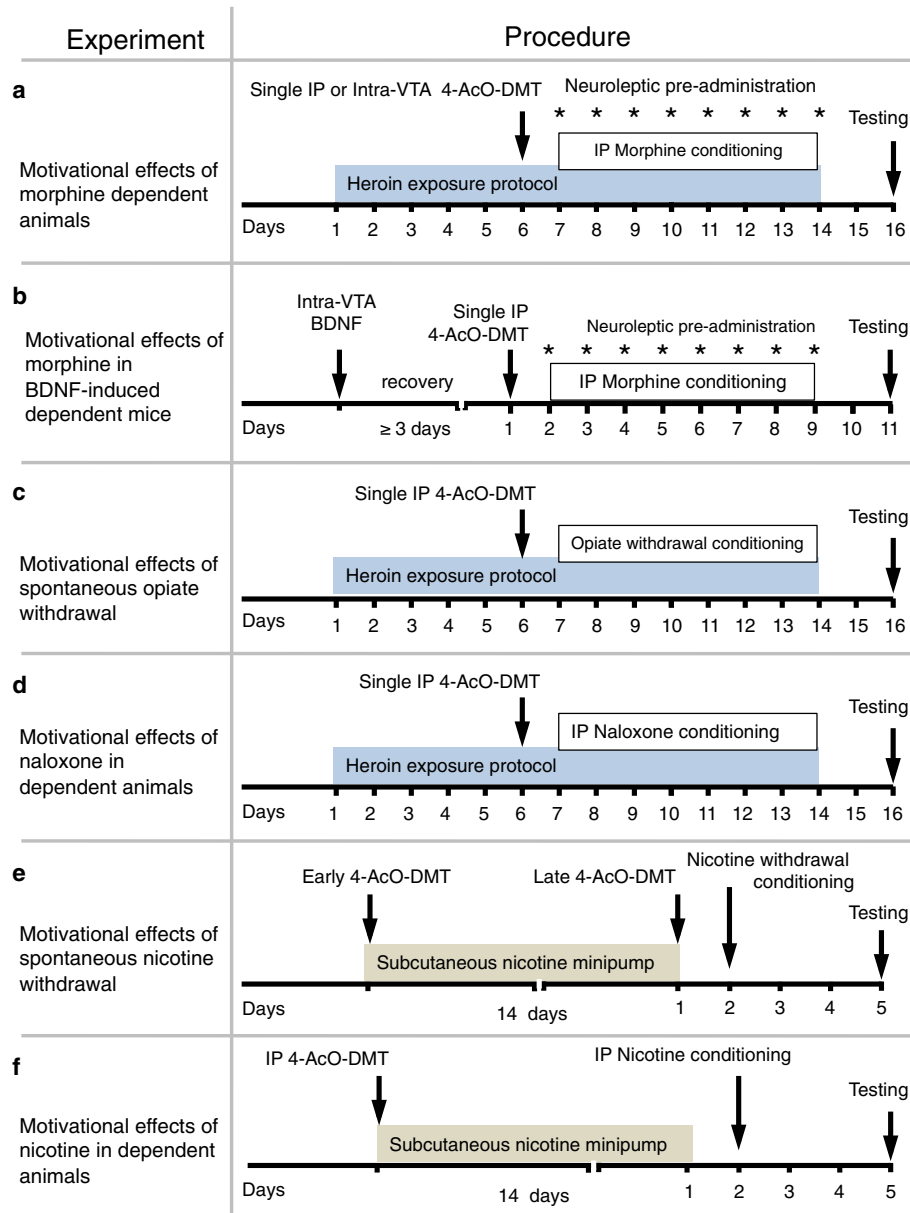 Experiment
Procedure
a
Motivational effects of
morphine dependent
animals
Single IP or Intra-VTA 4-AcO-DMT
Neuroleptic pre-administration
* * * * * * * *
Testing
IP Morphine conditioning
Heroin exposure protocol
Days 1 2 3 4 5 6 7 8 9 10 11 12 13 14 15 16
b
Motivational effects of
morphine in
BDNF-induced
dependent mice
Intra-VTA
BDNF
Single IP
4-AcO-DMT
Neuroleptic pre-administration
* * * * * * * *
Testing
recovery
IP Morphine conditioning
Days ≥ 3 days 1 2 3 4 5 6 7 8 9 10 11
c
Motivational effects of
spontaneous opiate
withdrawal
Single IP 4-AcO-DMT
Testing
Opiate withdrawal conditioning
Heroin exposure protocol
Days 1 2 3 4 5 6 7 8 9 10 11 12 13 14 15 16
d
Motivational effects of
naloxone in
dependent animals
Single IP 4-AcO-DMT
Testing
IP Naloxone conditioning
Heroin exposure protocol
Days 1 2 3 4 5 6 7 8 9 10 11 12 13 14 15 16
e
Motivational effects of
spontaneous nicotine
withdrawal
Early 4-AcO-DMT
Late 4-AcO-DMT
Nicotine withdrawal
conditioning
Testing
Subcutaneous nicotine minipump
Days 14 days 1 2 3 4 5
f
Motivational effects of
nicotine in dependent
animals
IP 4-AcO-DMT
IP Nicotine conditioning
Testing
Subcutaneous nicotine minipump
Days 14 days 1 2 3 4 5